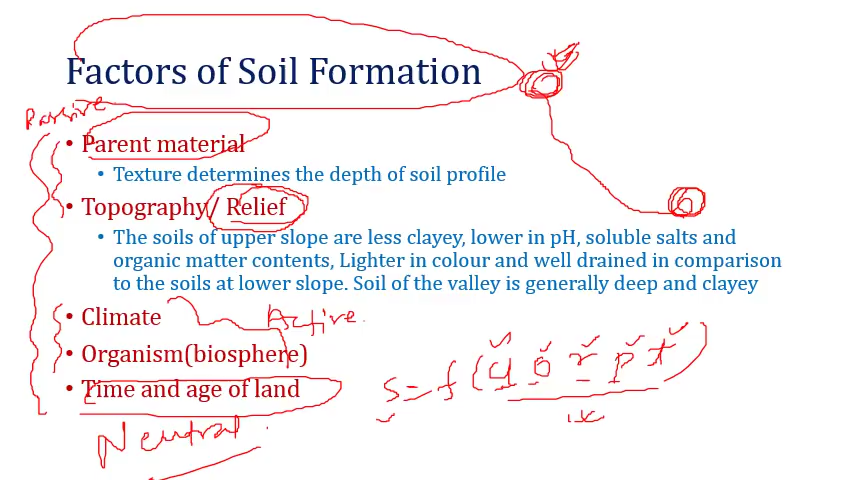 Factors of Soil Formation
Passive
• Parent material
• Texture determines the depth of soil profile
• Topography/ Relief
• The soils of upper slope are less clayey, lower in pH, soluble salts and
organic matter contents, Lighter in colour and well drained in comparison
to the soils at lower slope. Soil of the valley is generally deep and clayey
• Climate
Active
• Organism(biosphere)
• Time and age of land
S=f(cl o r p t)
Neutral